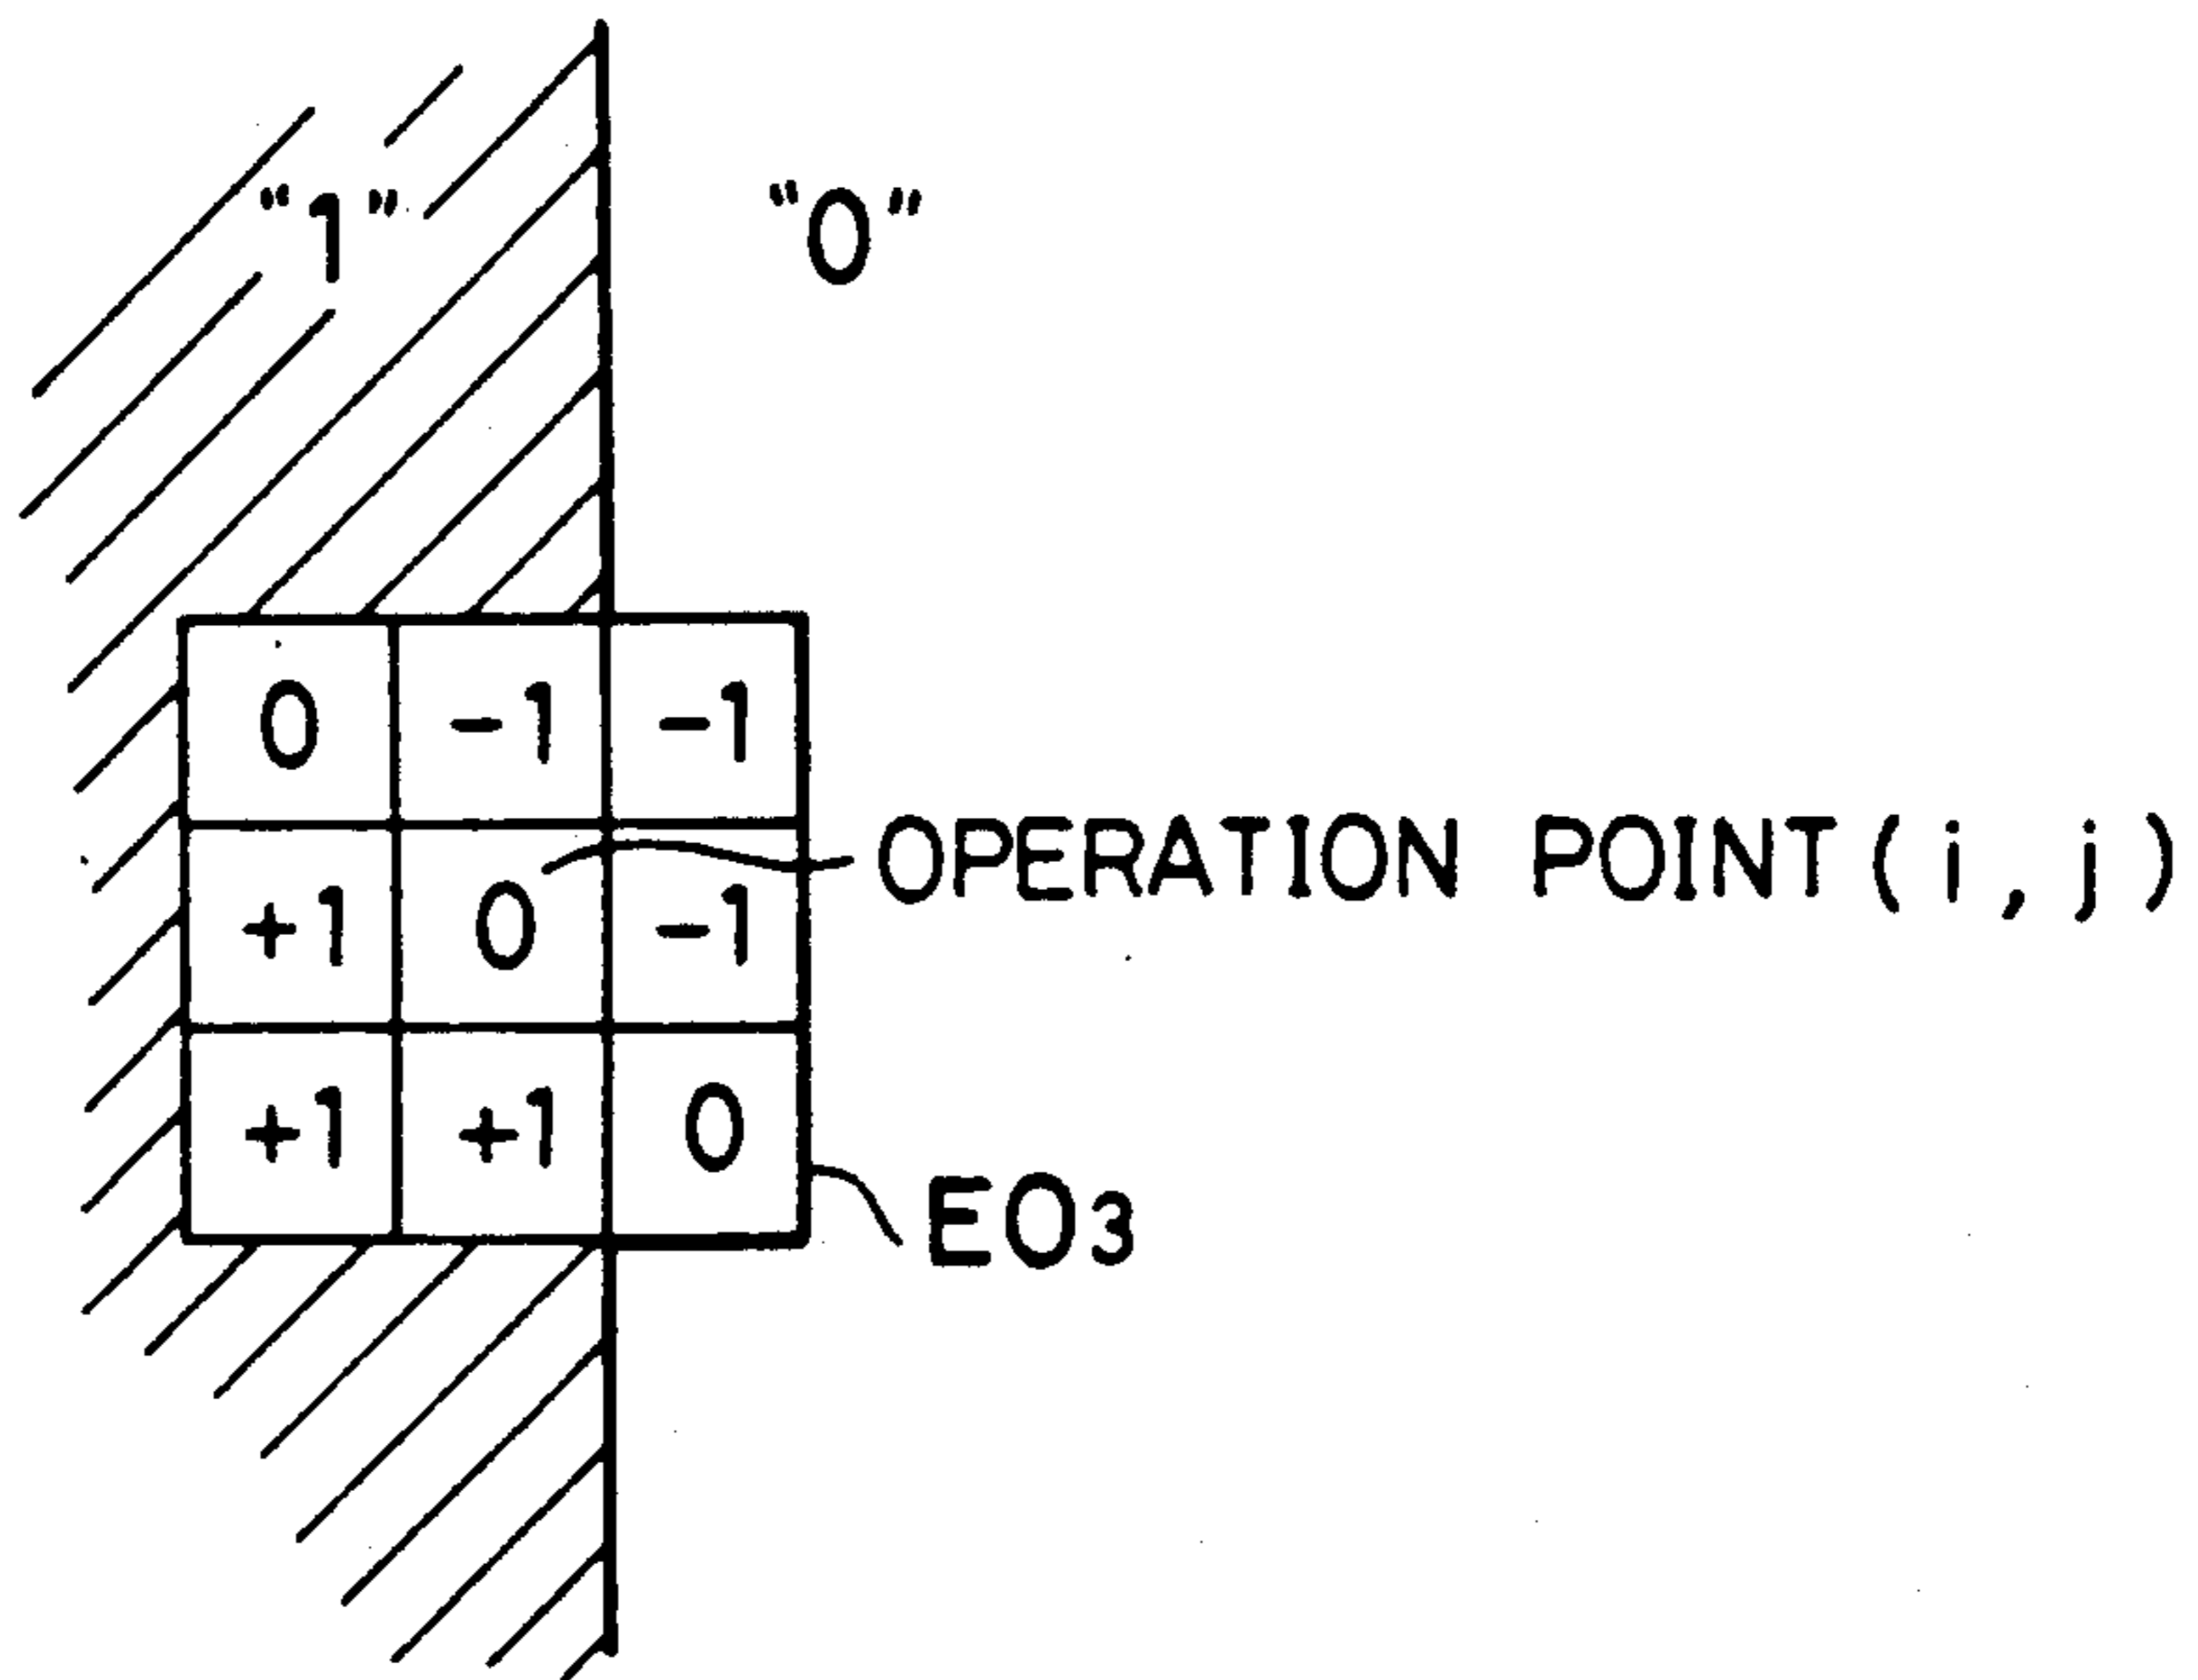 “1” “0”
0 -1 -1
OPERATION POINT(i,j)
+1 0 -1
+1 +1 0
EO3